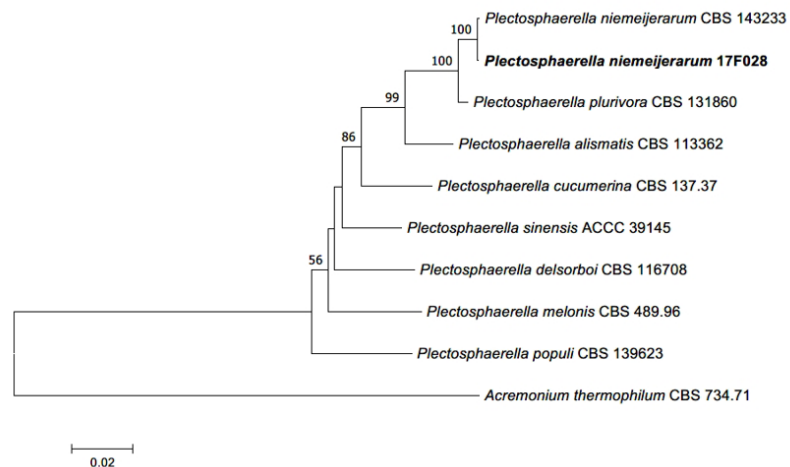 Plectosphaerella niemeijerarum CBS 143233
100
Plectosphaerella niemeijerarum 17F028
100
Plectosphaerella plurivora CBS 131860
99
Plectosphaerella alismatis CBS 113362
86
Plectosphaerella cucumerina CBS 137.37
Plectosphaerella sinensis ACCC 39145
56
Plectosphaerella delsorboi CBS 116708
Plectosphaerella melonis CBS 489.96
Plectosphaerella populi CBS 139623
Acremonium thermophilum CBS 734.71
0.02